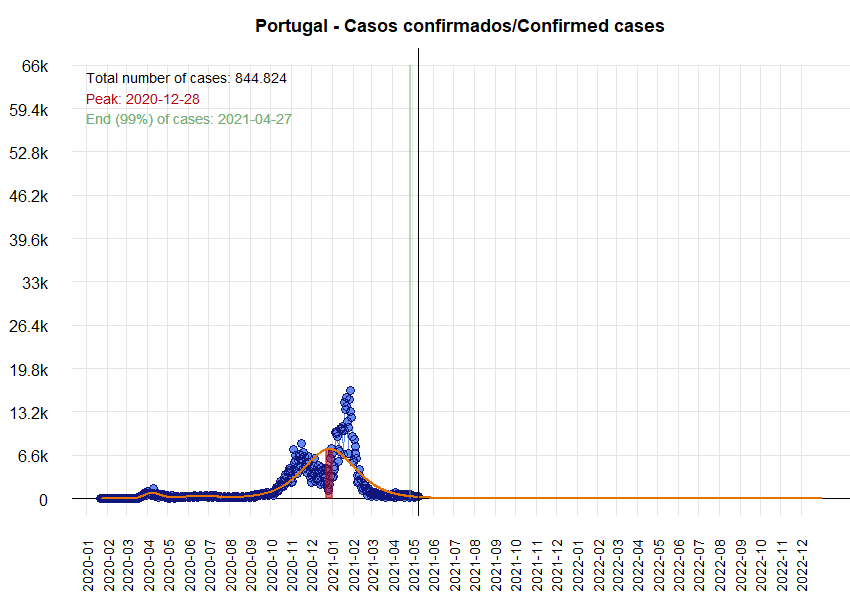 Portugal - Casos confirmados/Confirmed cases
Total number of cases: 844.824
Peak: 2020-12-28
End (99%) of cases: 2021-04-27
66k
59.4k
52.8k
46.2k
39.6k
33k
26.4k
19.8k
13.2k
6.6k
0
2020-01
2020-02
2020-03
2020-04
2020-05
2020-06
2020-07
2020-08
2020-09
2020-10
2020-11
2020-12
2021-01
2021-02
2021-03
2021-04
2021-05
2021-06
2021-07
2021-08
2021-09
2021-10
2021-11
2021-12
2022-01
2022-02
2022-03
2022-04
2022-05
2022-06
2022-07
2022-08
2022-09
2022-10
2022-11
2022-12